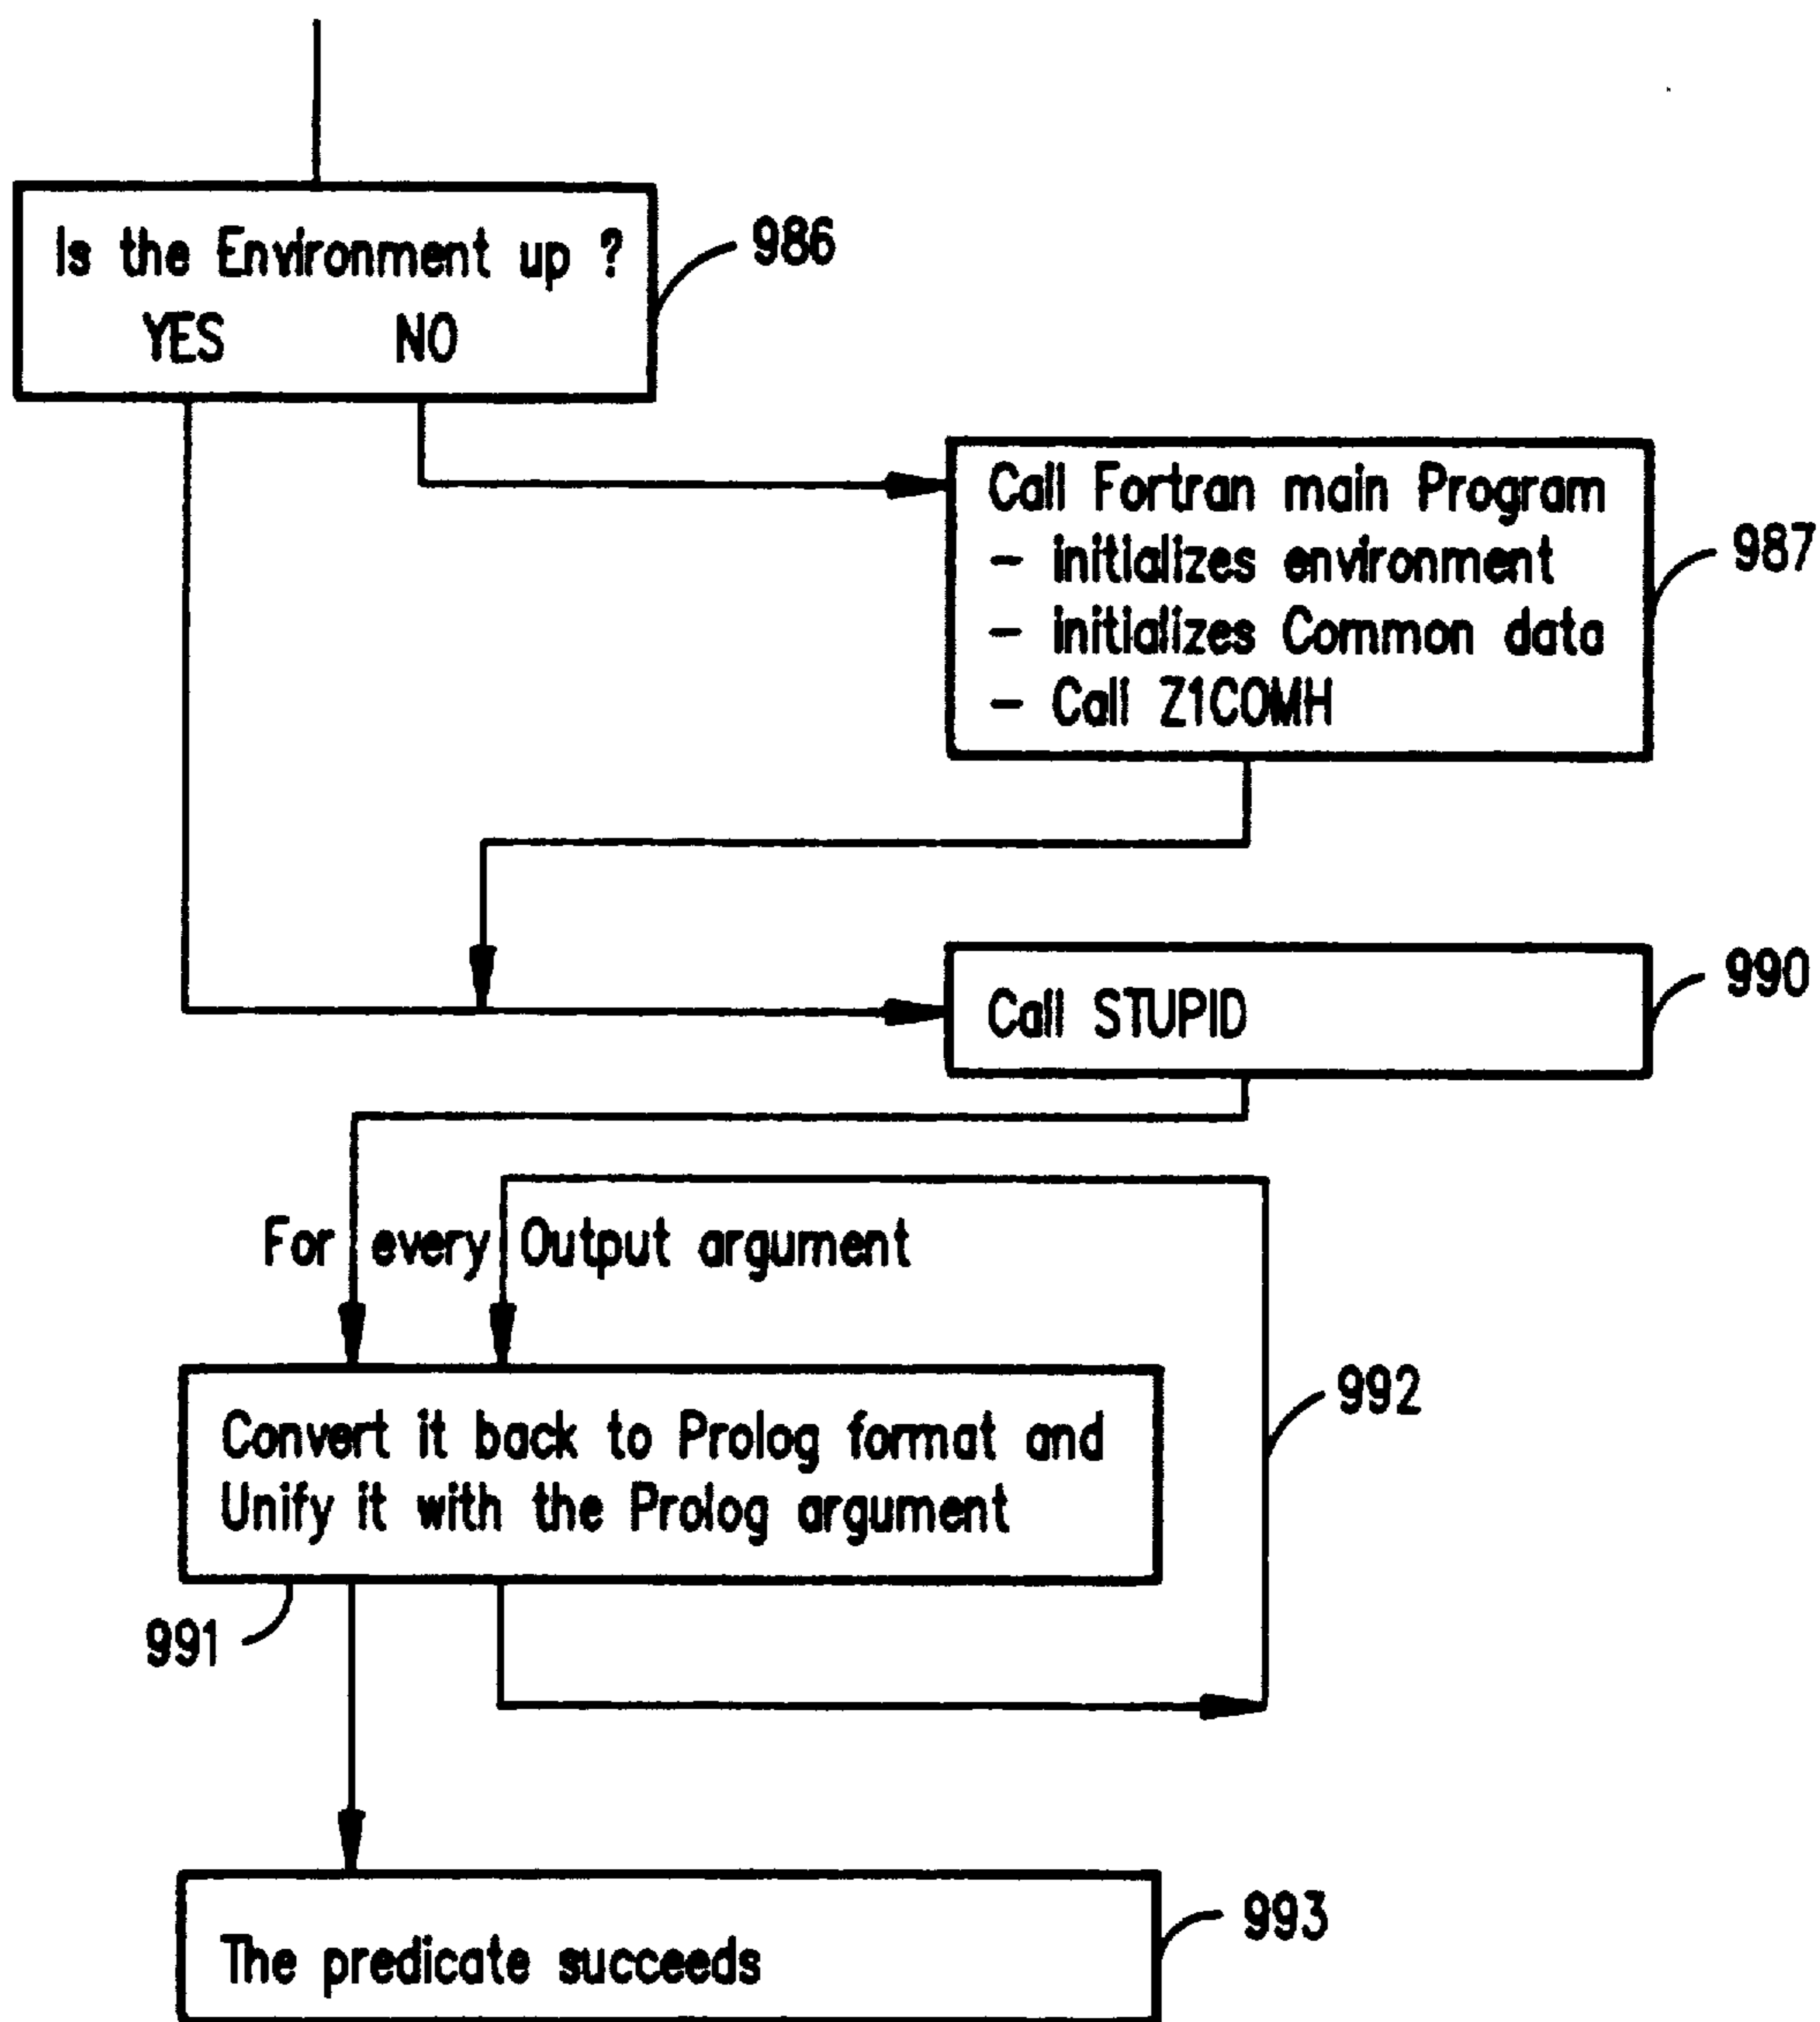 Is the Environment up ?
YES NO
986
Call Fortran main Program
- initializes environment
- initializes Common data
- Call Z1COMH
987
Call STUPID
990
For every Output argument
992
Convert it back to Prolog format and
Unify it with the Prolog argument
991
The predicate succeeds
993